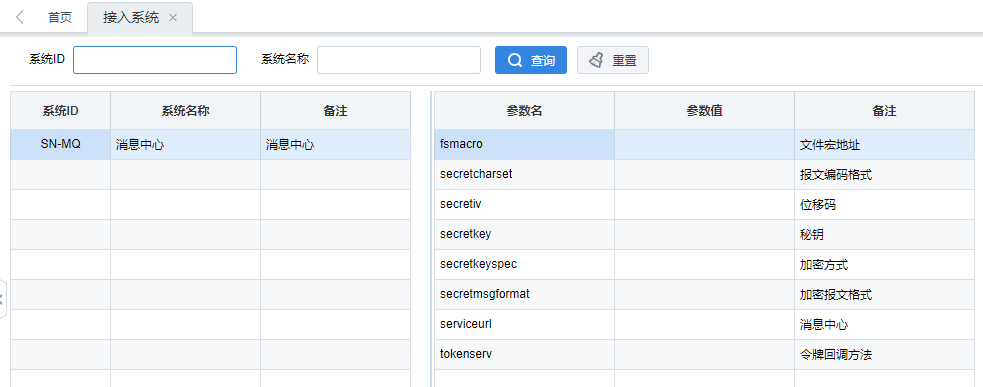 首页 接入系统
系统ID 系统名称 查询 重置
系统ID 系统名称 备注 参数名 参数值 备注
SN-MQ 消息中心 消息中心 fsmacro 文件宏地址
secretcharset 报文编码格式
secretiv 位移码
secretkey 秘钥
secretkeyspec 加密方式
secretmsgformat 加密报文格式
serviceurl 消息中心
tokenserv 令牌回调方法